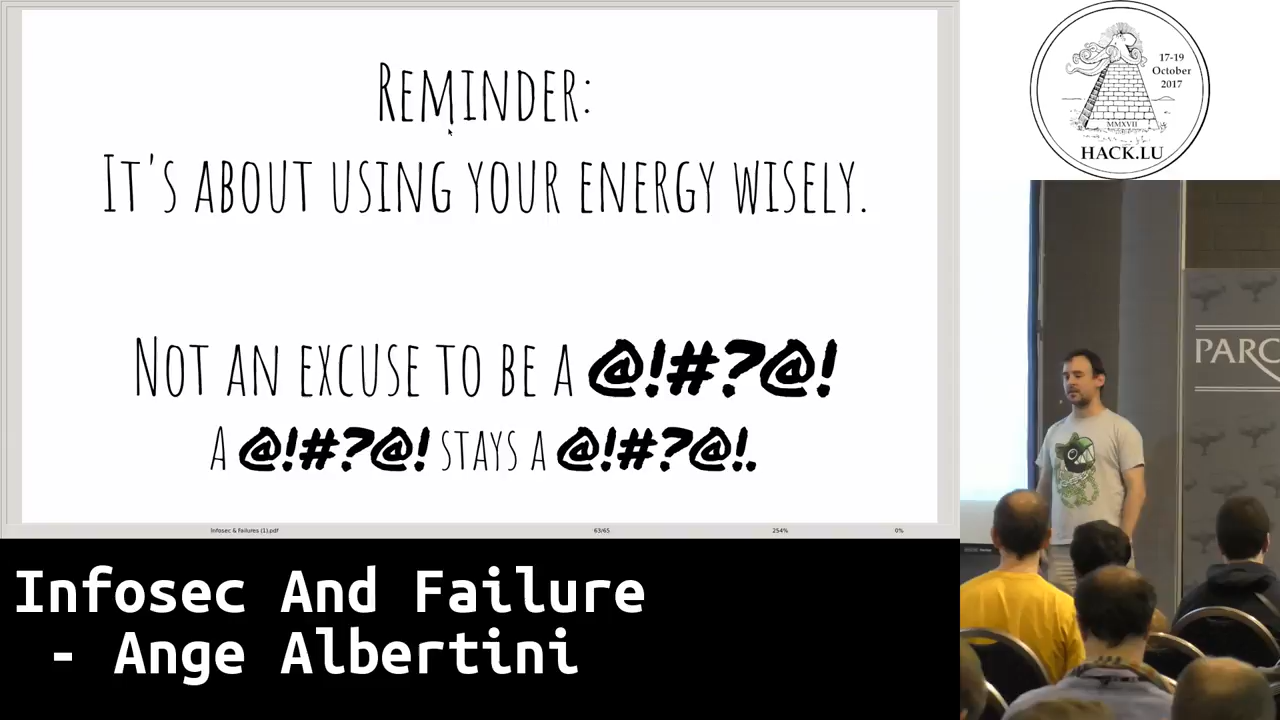 REMINDER:
IT'S ABOUT USING YOUR ENERGY WISELY.
NOT AN EXCUSE TO BE A @!#?@!
A @!#?@! STAYS A @!#?@!.
Infosec & Failures (1).pdf 63/65 254% 0%
Infosec And Failure
- Ange Albertini
17-19
October
2017
MMXVII
HACK.LU
PARC